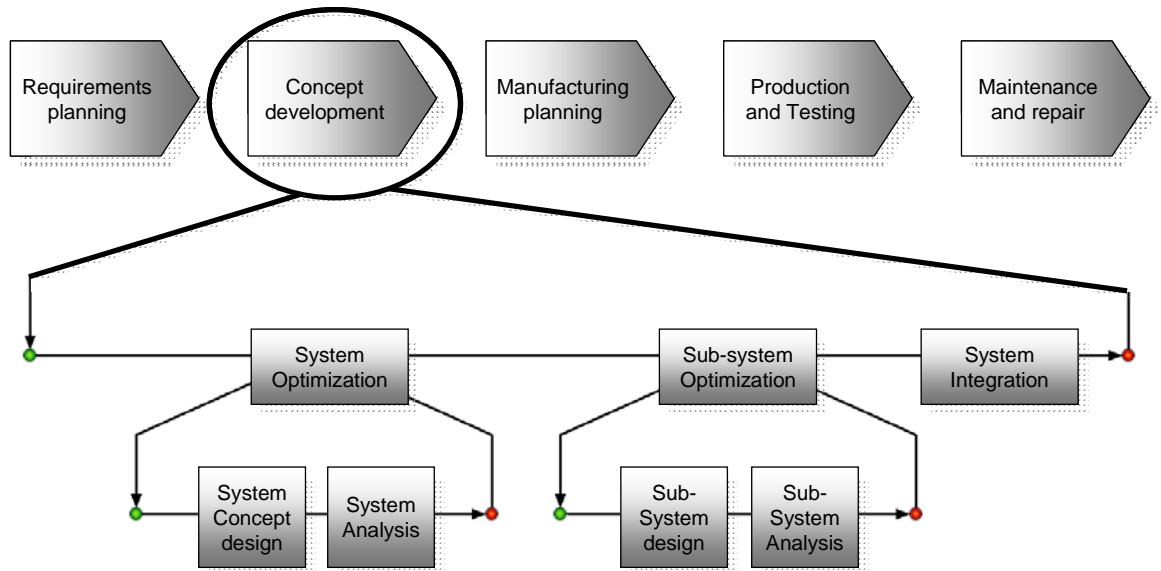 Requirements
planning
Concept
development
Manufacturing
planning
Production
and Testing
Maintenance
and repair
System
Optimization
Sub-system
Optimization
System
Integration
System
Concept
design
System
Analysis
Sub-
System
design
Sub-
System
Analysis